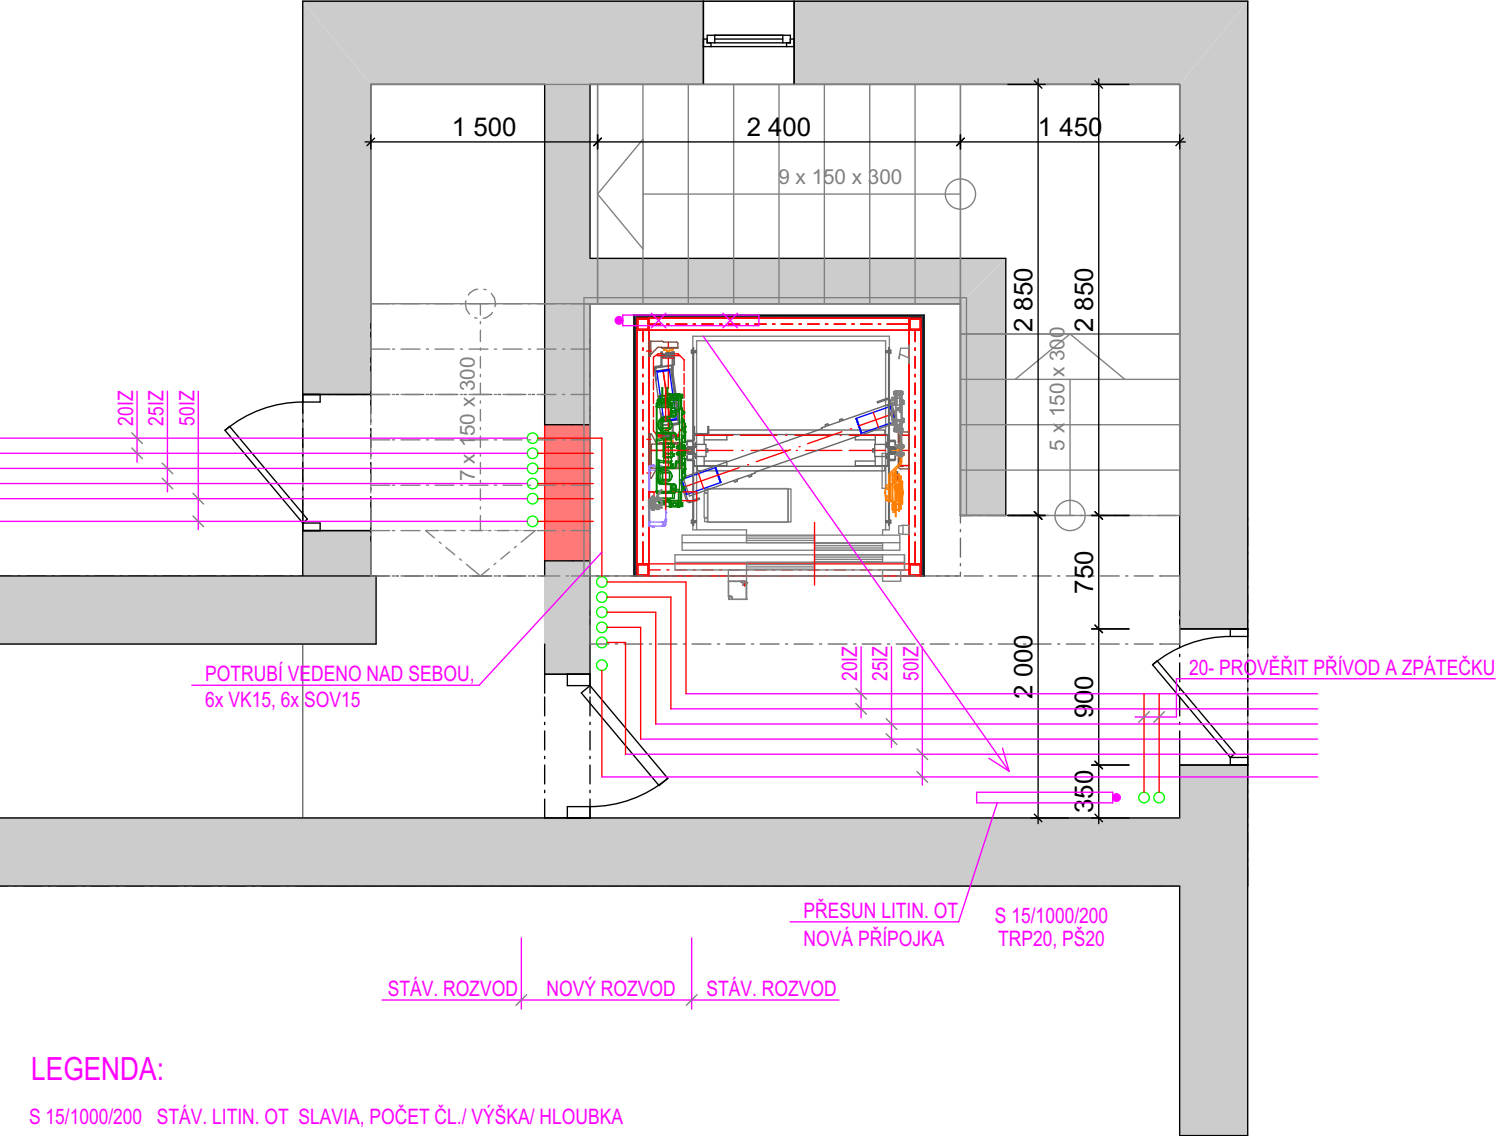 1 500
2 400
1 450
9 x 150 x 300
2 850
2 850
7 x 150 x 300
5 x 150 x 300
20IZ
25IZ
50IZ
750
2 000
900
350
20IZ
25IZ
50IZ
20- PROVĚŘIT PŘÍVOD A ZPÁTEČKU
POTRUBÍ VEDENO NAD SEBOU,
6x VK15, 6x SOV15
PŘESUN LITIN. OT
NOVÁ PŘÍPOJKA
S 15/1000/200
TRP20, PŠ20
STÁV. ROZVOD
NOVÝ ROZVOD
STÁV. ROZVOD
LEGENDA:
S 15/1000/200 STÁV. LITIN. OT SLAVIA, POČET ČL./ VÝŠKA/ HLOUBKA